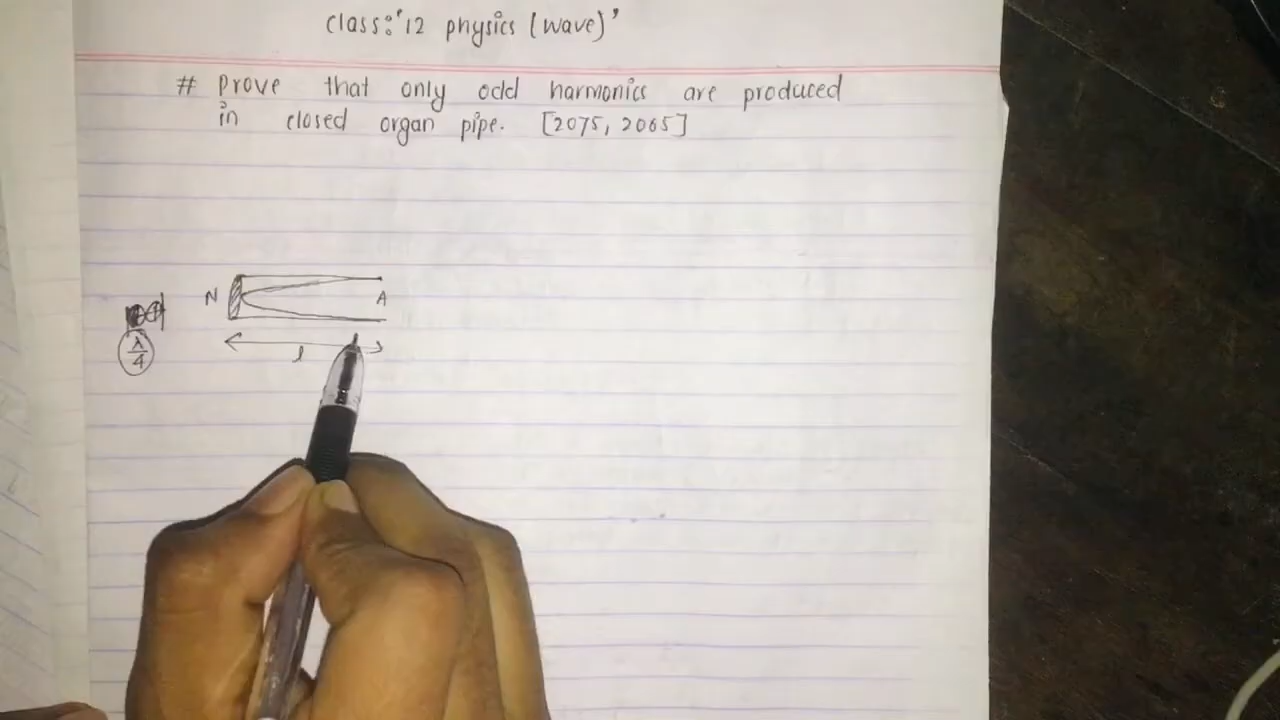 class:'12 physics (wave)'
# Prove that only odd harmonics are produced
in closed organ pipe. [2075, 2065]
N A
λ/4
l